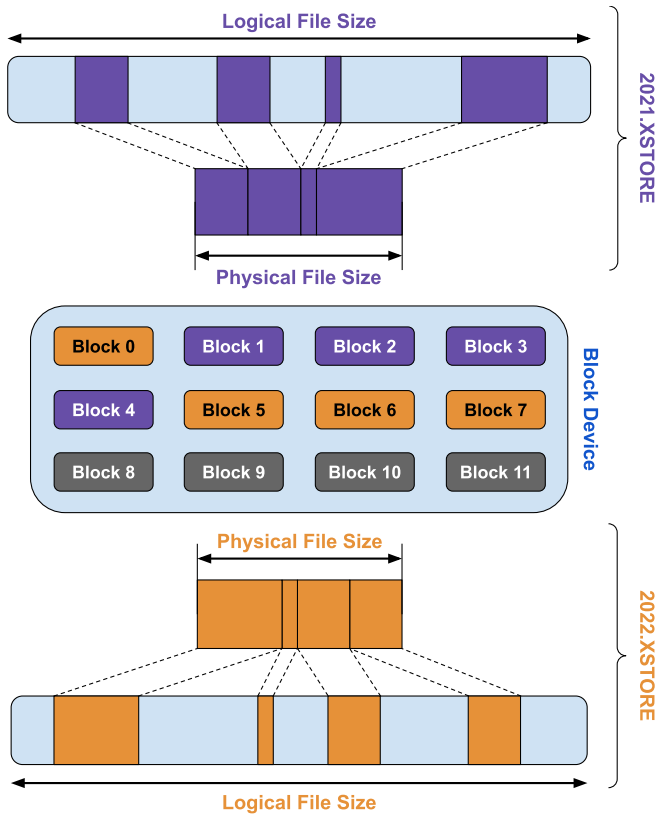 Logical File Size
2021.XSTORE
Physical File Size
Block 0
Block 1
Block 2
Block 3
Block 4
Block 5
Block 6
Block 7
Block 8
Block 9
Block 10
Block 11
Block Device
Physical File Size
2022.XSTORE
Logical File Size